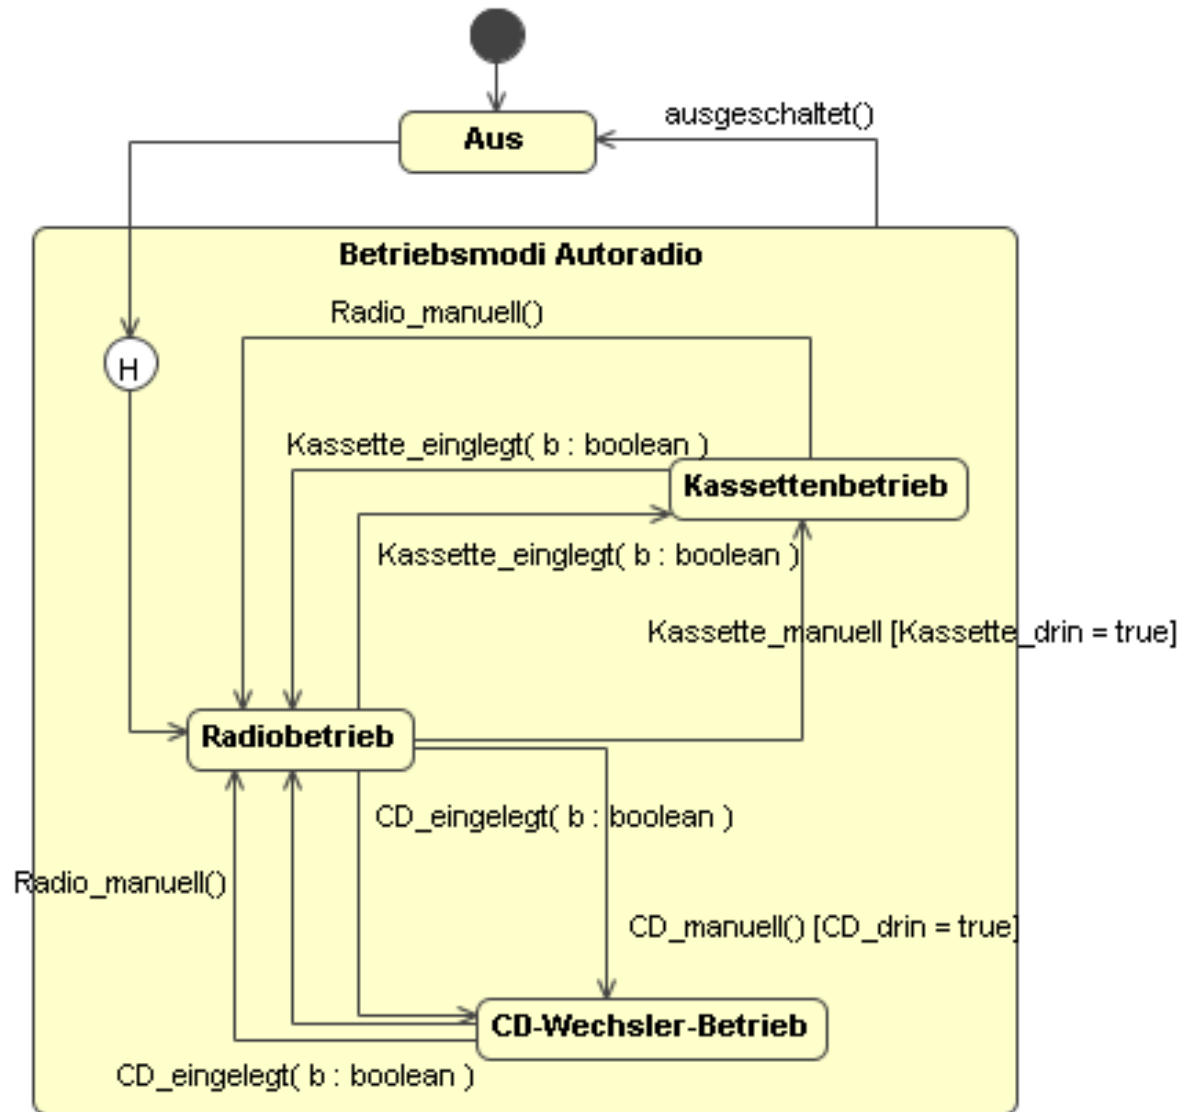 ausgeschaltet()
Aus
Betriebsmodi Autoradio
Radio_manuell()
H
Kassette_einglegt( b : boolean )
Kassettenbetrieb
Kassette_einglegt( b : boolean )
Kassette_manuell [Kassette_drin = true]
Radiobetrieb
CD_eingelegt( b : boolean )
Radio_manuell()
CD_manuell() [CD_drin = true]
CD-Wechsler-Betrieb
CD_eingelegt( b : boolean )